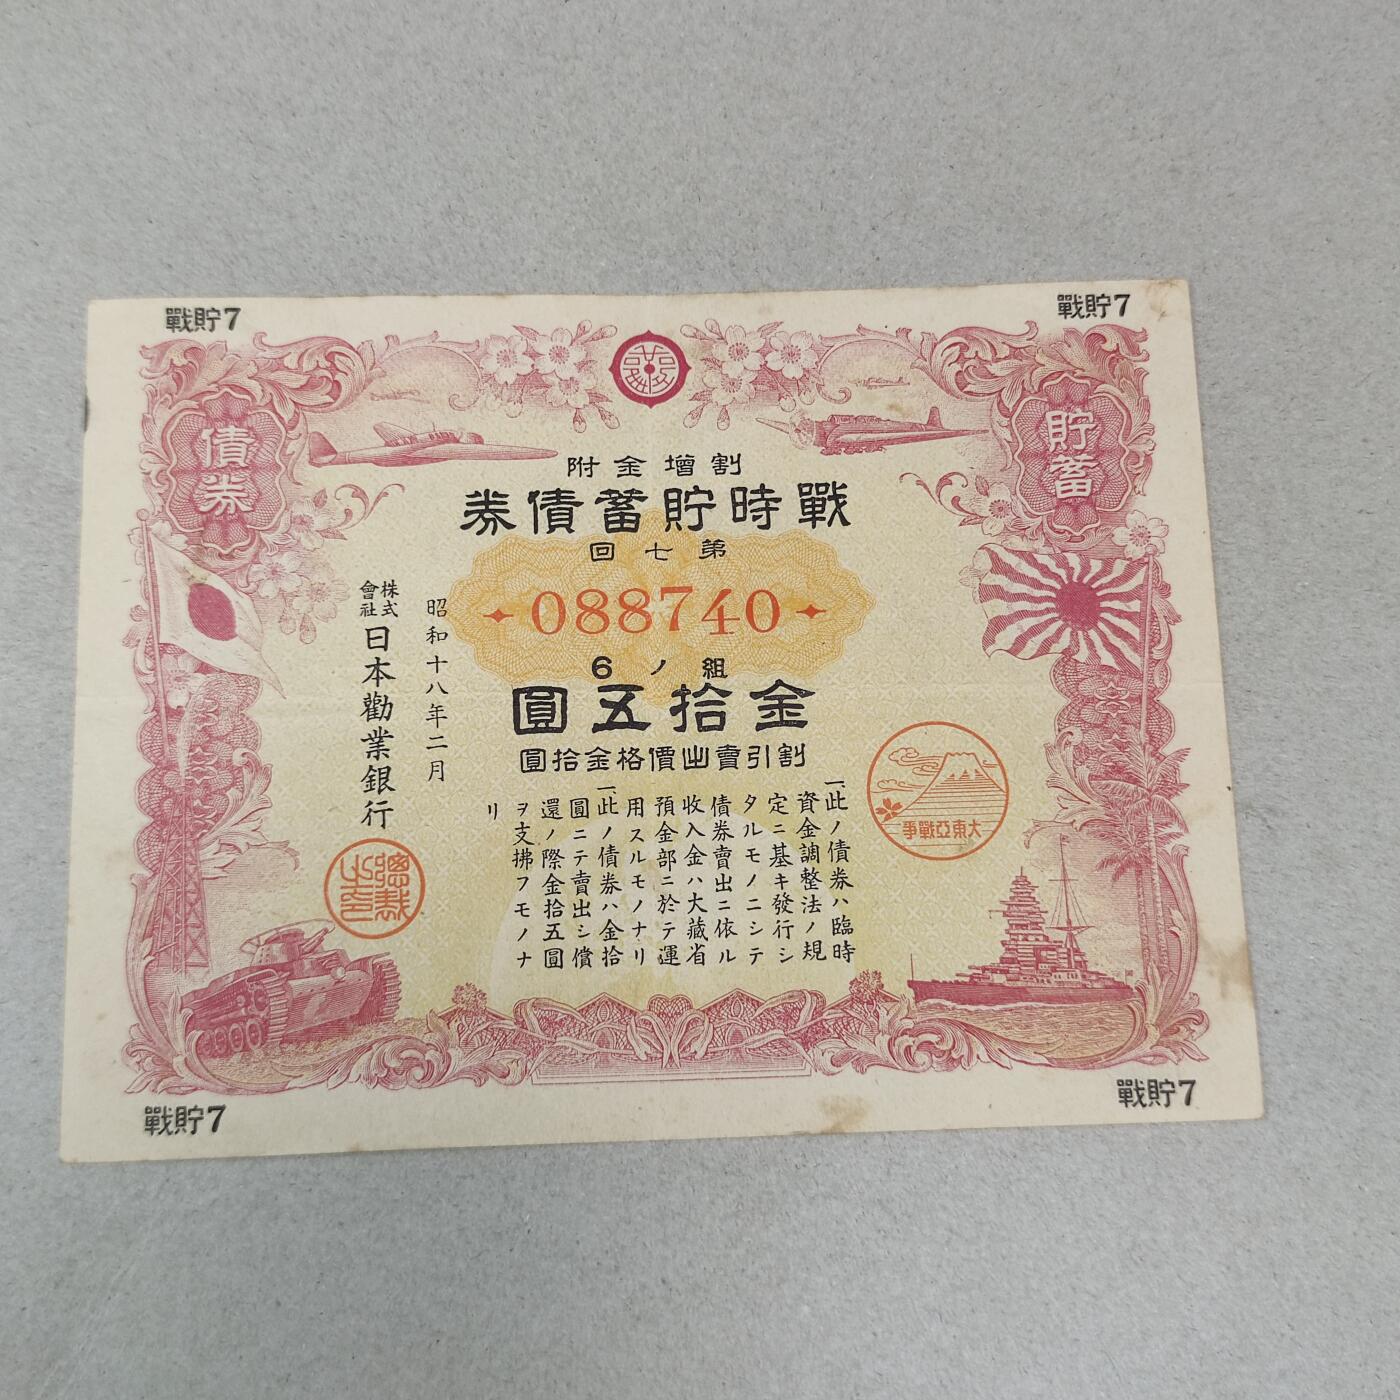 戰貯7
戰貯7
貯蓄
債券
割增金附
戰時貯蓄債券
第七回
088740
組ノ6
金拾五圓
割引賣出價格金拾圓
一、此ノ債券ハ臨時
資金調整法ノ規
定ニ基キ發行シ
タルモノニシテ
債券賣出ニ依ル
收入金ハ大藏省
預金部ニ於テ運
用スルモノナリ
一、此ノ債券ハ金拾
圓ニテ賣出シ償
還ノ際金拾五圓
ヲ支拂フモノナ
リ
昭和十八年二月
株式會社日本勸業銀行
大東亞戰爭
戰貯7
戰貯7